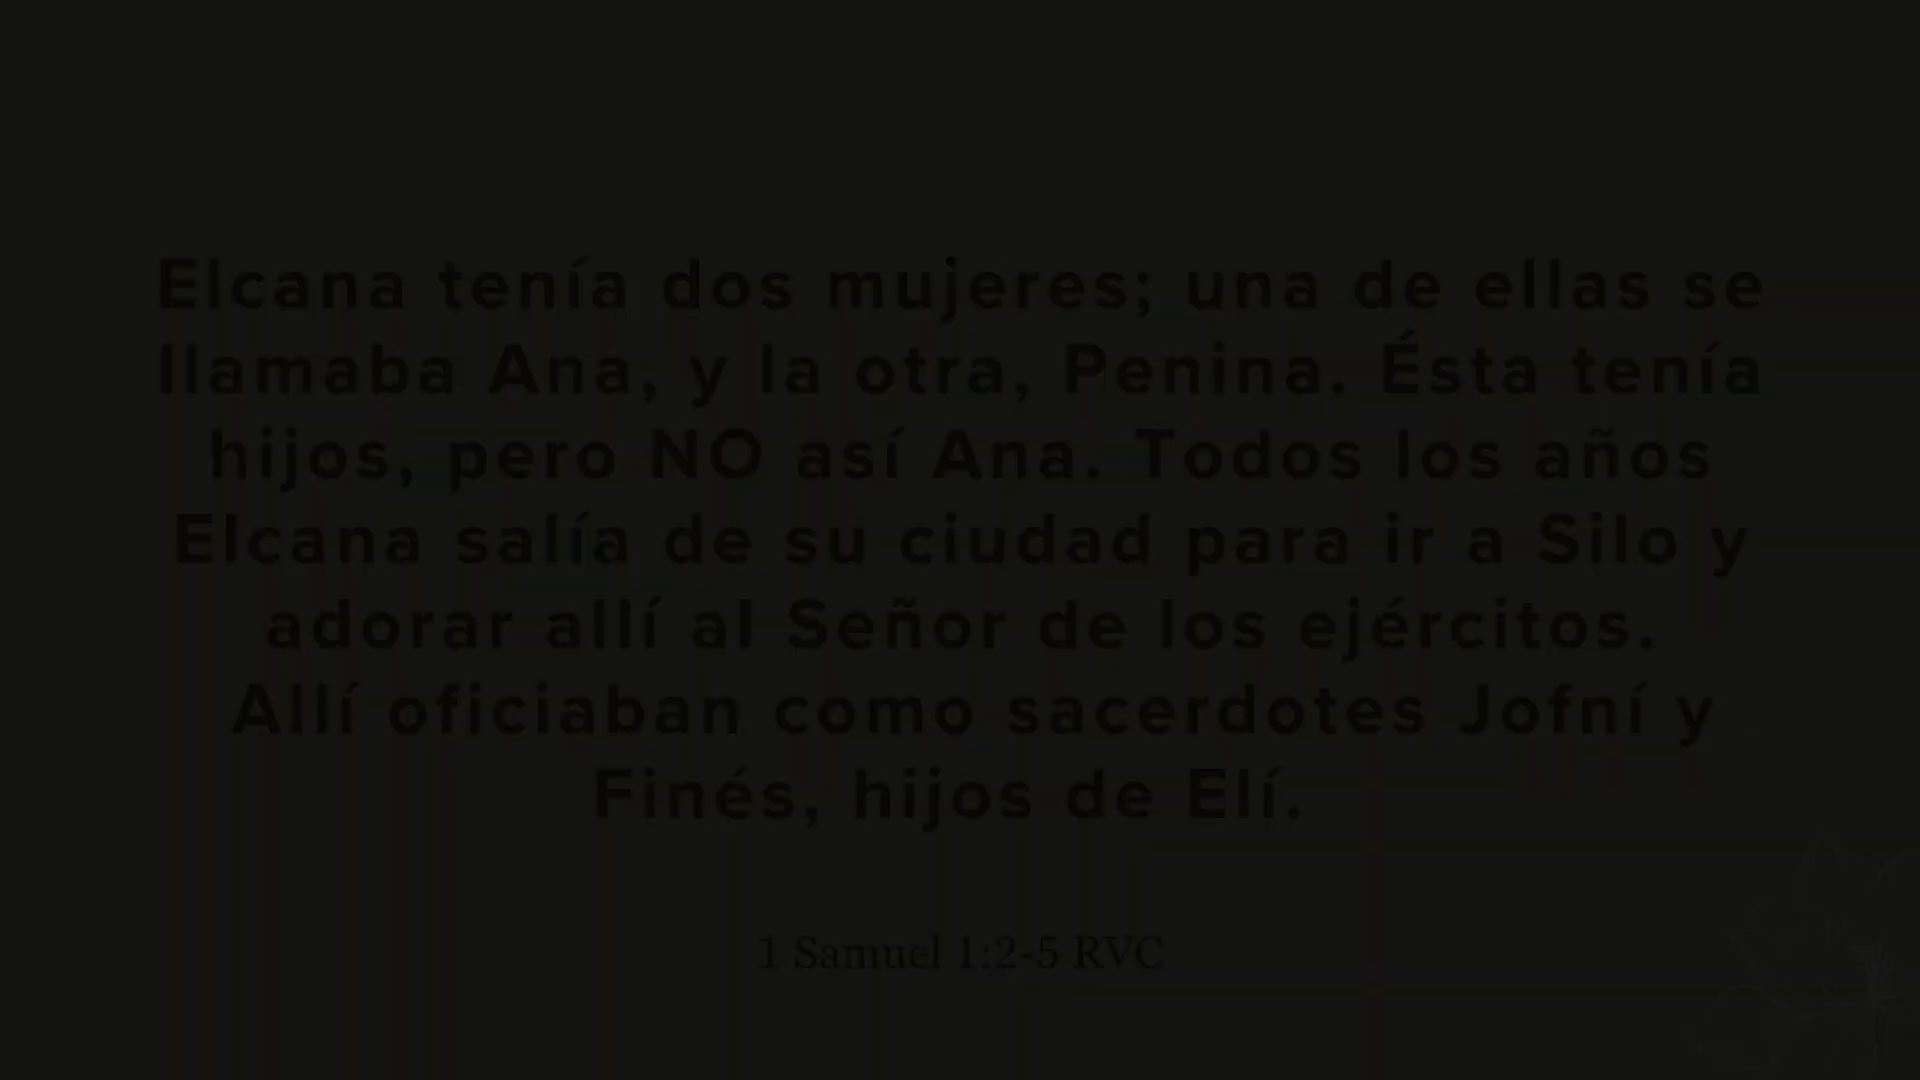 Elcana tenía dos mujeres; una de ellas se
llamaba Ana, y la otra, Penina. Ésta tenía
hijos, pero NO así Ana. Todos los años
Elcana salía de su ciudad para ir a Silo y
adorar allí al Señor de los ejércitos.
Allí oficiaban como sacerdotes Jofní y
Finés, hijos de Elí.
1 Samuel 1:2-5 RVC